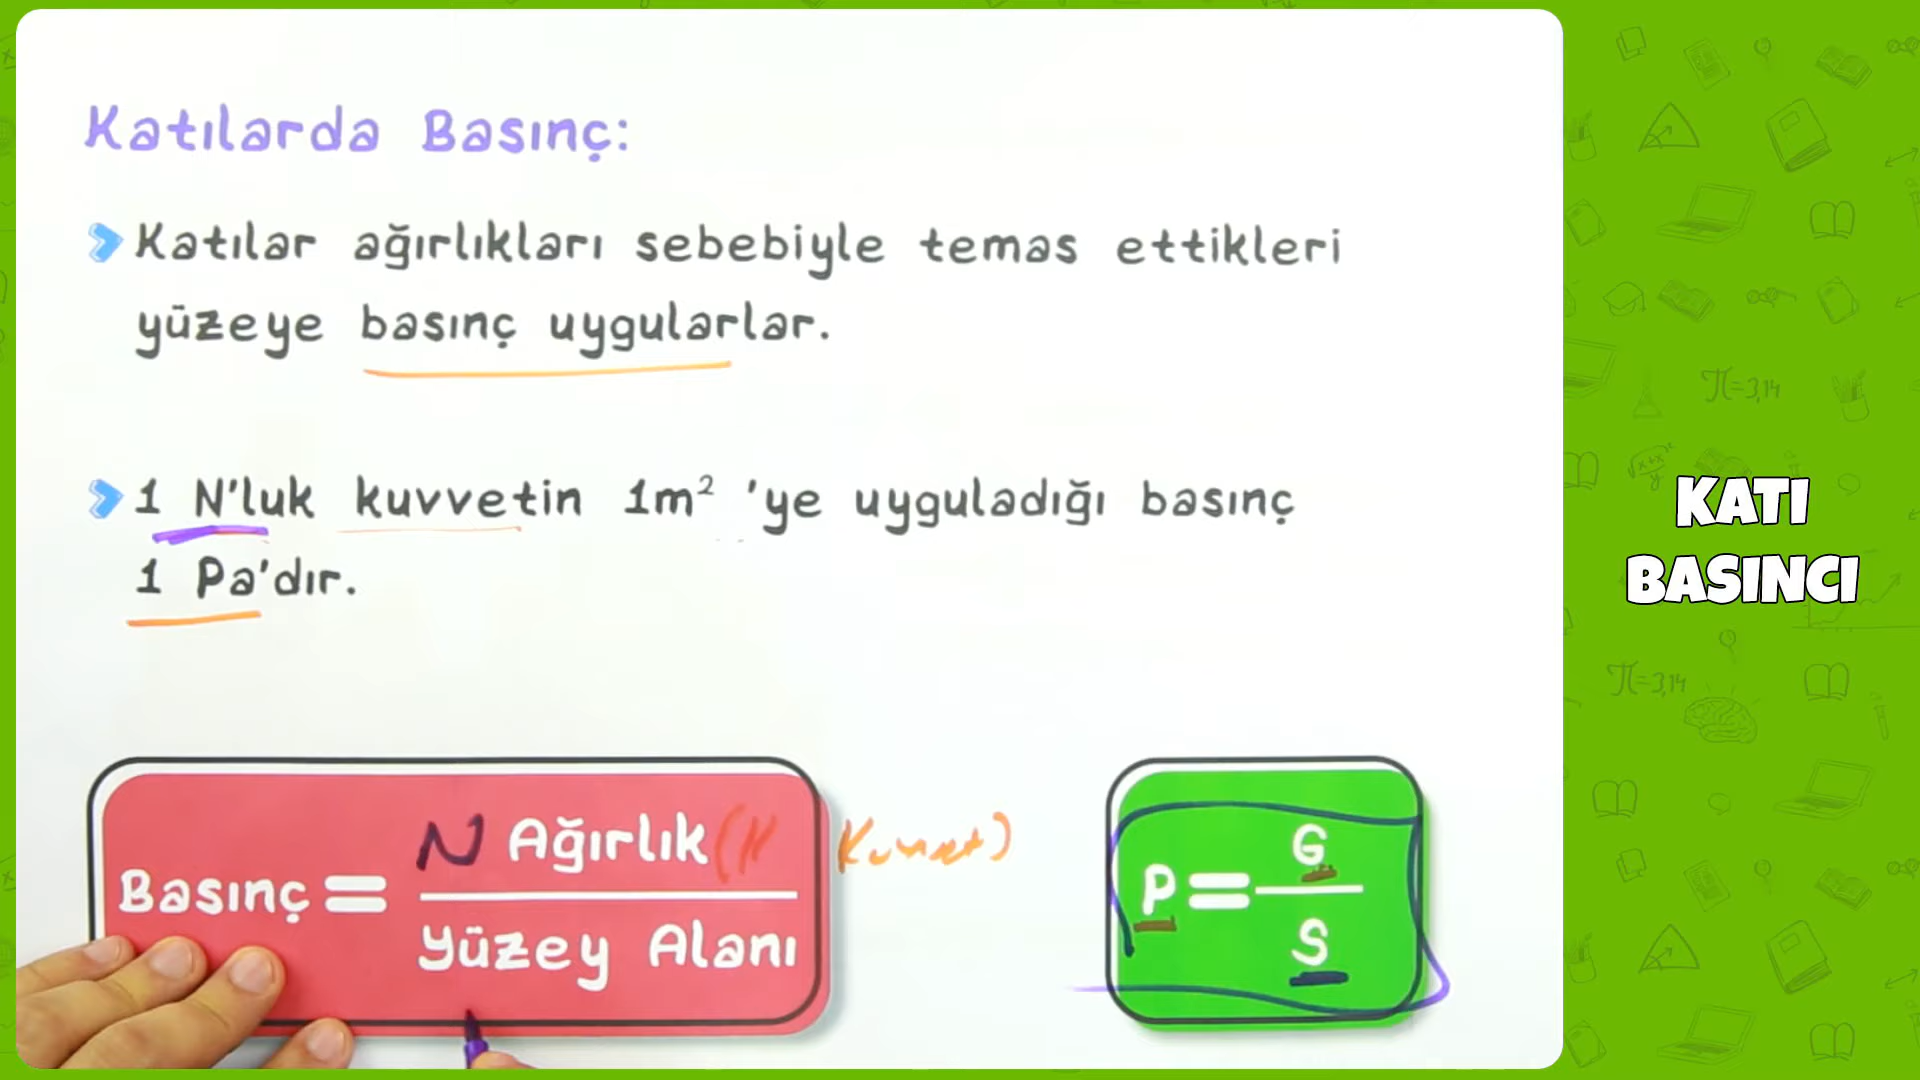 Katılarda Basınç:
Katılar ağırlıkları sebebiyle temas ettikleri
yüzeye basınç uygularlar.
1 N'luk kuvvetin 1m² 'ye uyguladığı basınç
1 Pa'dır.
Basınç = N Ağırlık
Yüzey Alanı
P = G
S
KATI
BASINCI
π=3,14
π=3,14